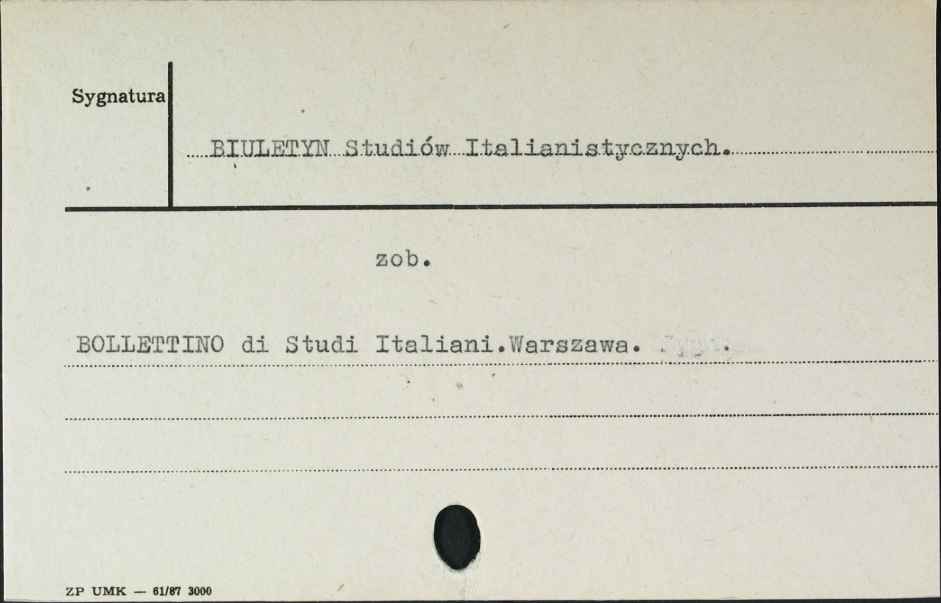 Sygnatura
BIULETYN Studiów Italianistycznych.
zob.
BOLLETTINO di Studi Italiani.Warszawa.
ZP UMK — 61/87 3000